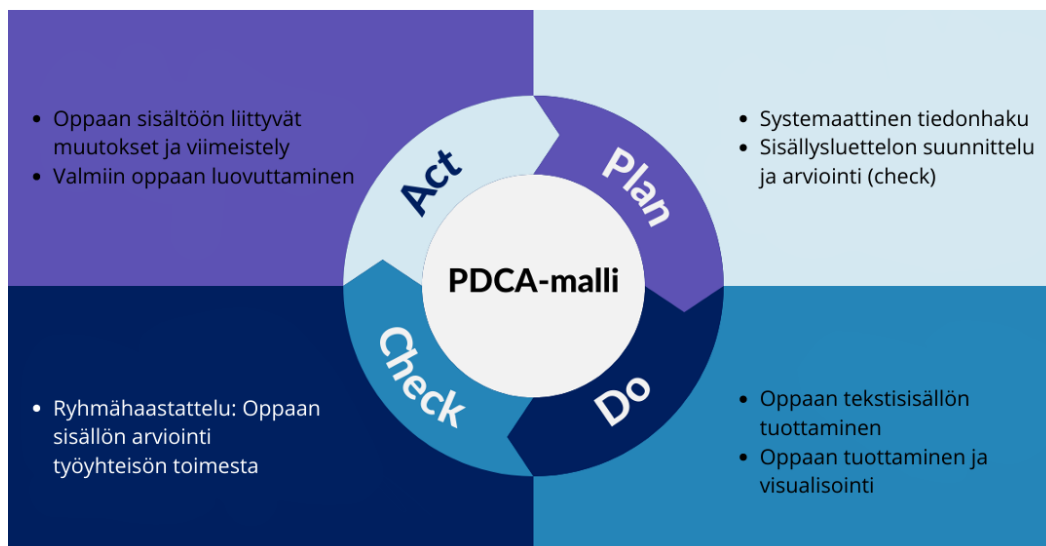 • Oppaan sisältöön liittyvät
muutokset ja viimeistely
• Valmiin oppaan luovuttaminen
• Systemaattinen tiedonhaku
• Sisällysluettelon suunnittelu
ja arviointi (check)
Act
Plan
PDCA-malli
Check
Do
• Ryhmähaastattelu: Oppaan
sisällön arviointi
työyhteisön toimesta
• Oppaan tekstisisällön
tuottaminen
• Oppaan tuottaminen ja
visualisointi